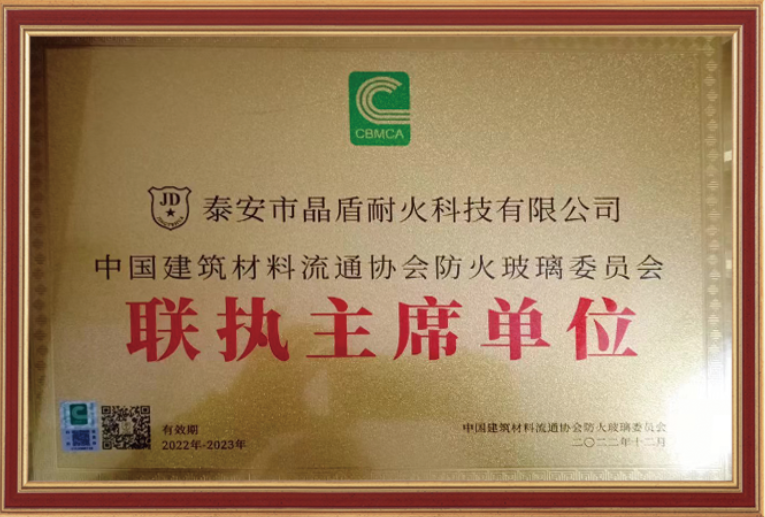 CBMCA
JD
泰安市晶盾耐火科技有限公司
中国建筑材料流通协会防火玻璃委员会
联执主席单位
有效期
2022年-2023年
中国建筑材料流通协会防火玻璃委员会
二〇二二年十二月